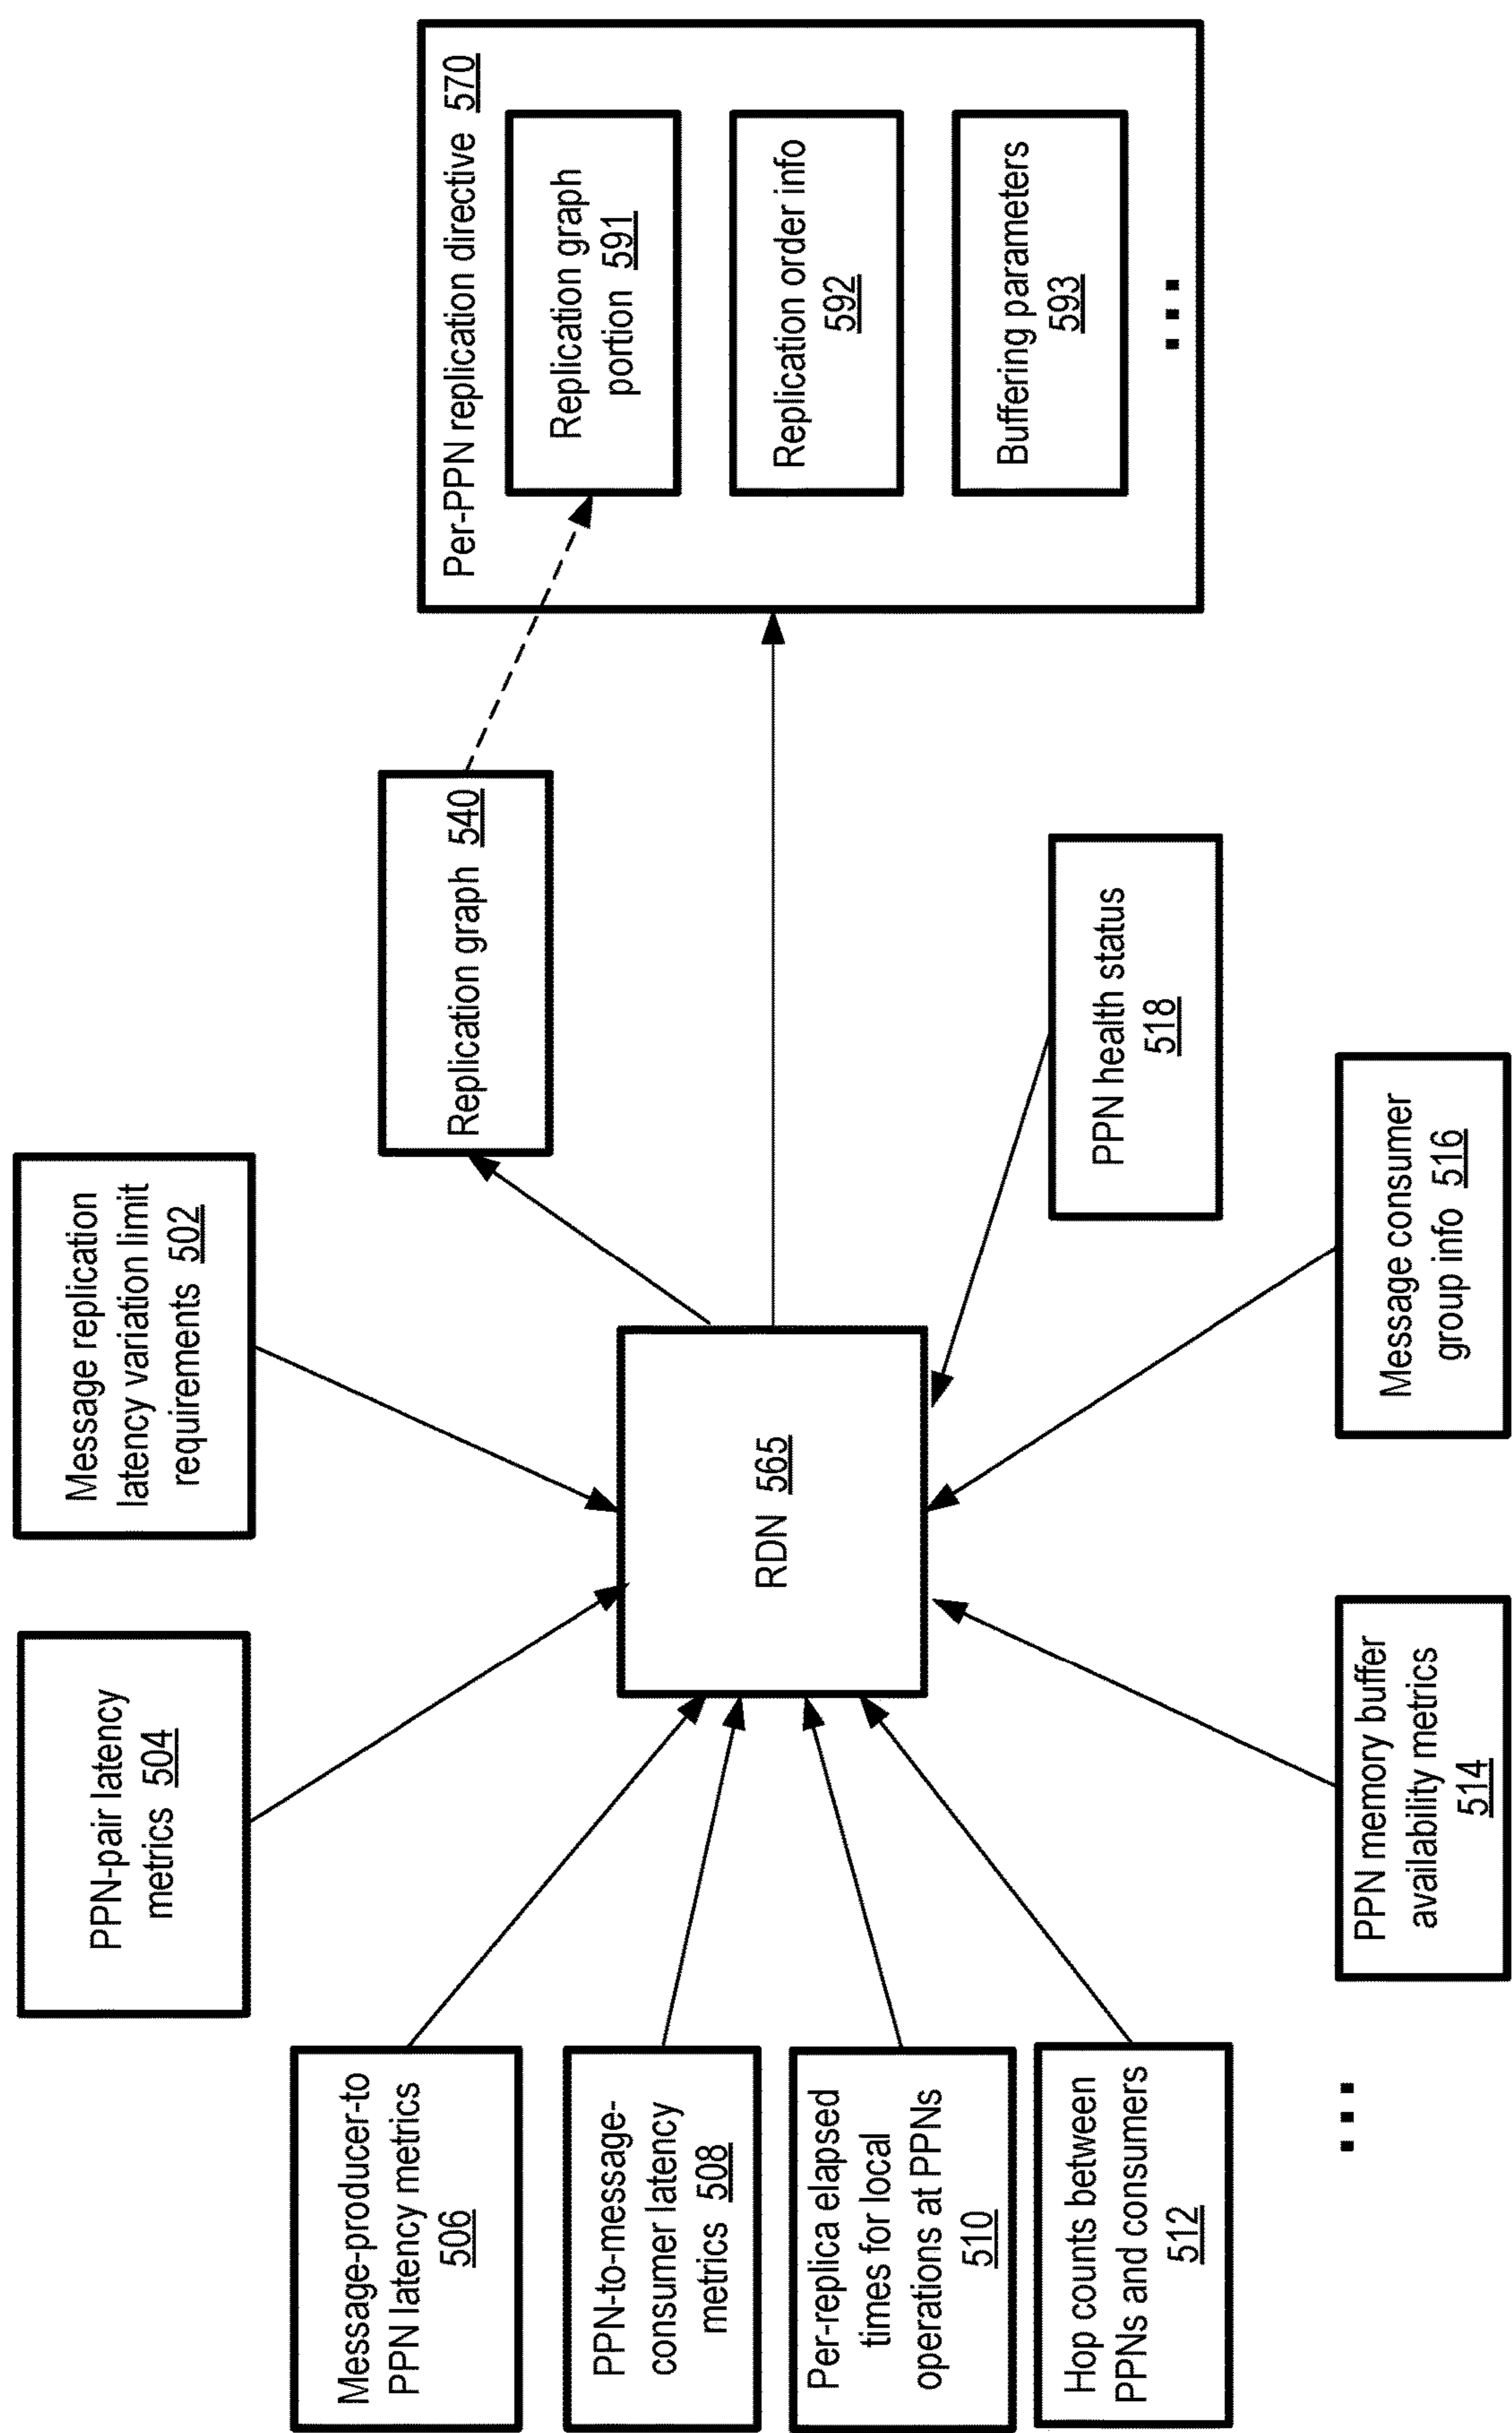 Message replication
latency variation limit
requirements 502
PPN-pair latency
metrics 504
Message-producer-to
PPN latency metrics
506
PPN-to-message-
consumer latency
metrics 508
Per-replica elapsed
times for local
operations at PPNs
510
Hop counts between
PPNs and consumers
512
...
PPN memory buffer
availability metrics
514
Message consumer
group info 516
PPN health status
518
RDN 565
Replication graph 540
Per-PPN replication directive 570
Replication graph
portion 591
Replication order info
592
Buffering parameters
593
...